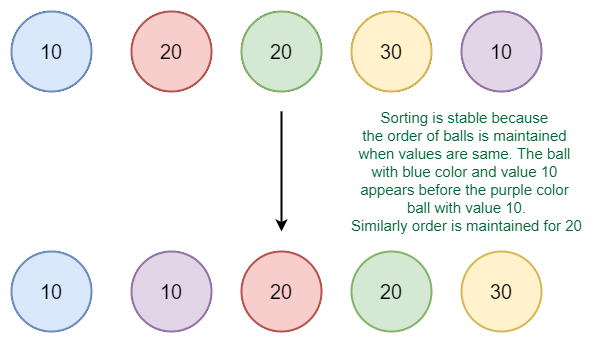 10 20 20 30 10
Sorting is stable because
the order of balls is maintained
when values are same. The ball
with blue color and value 10
appears before the purple color
ball with value 10.
Similarly order is maintained for 20
10 10 20 20 30